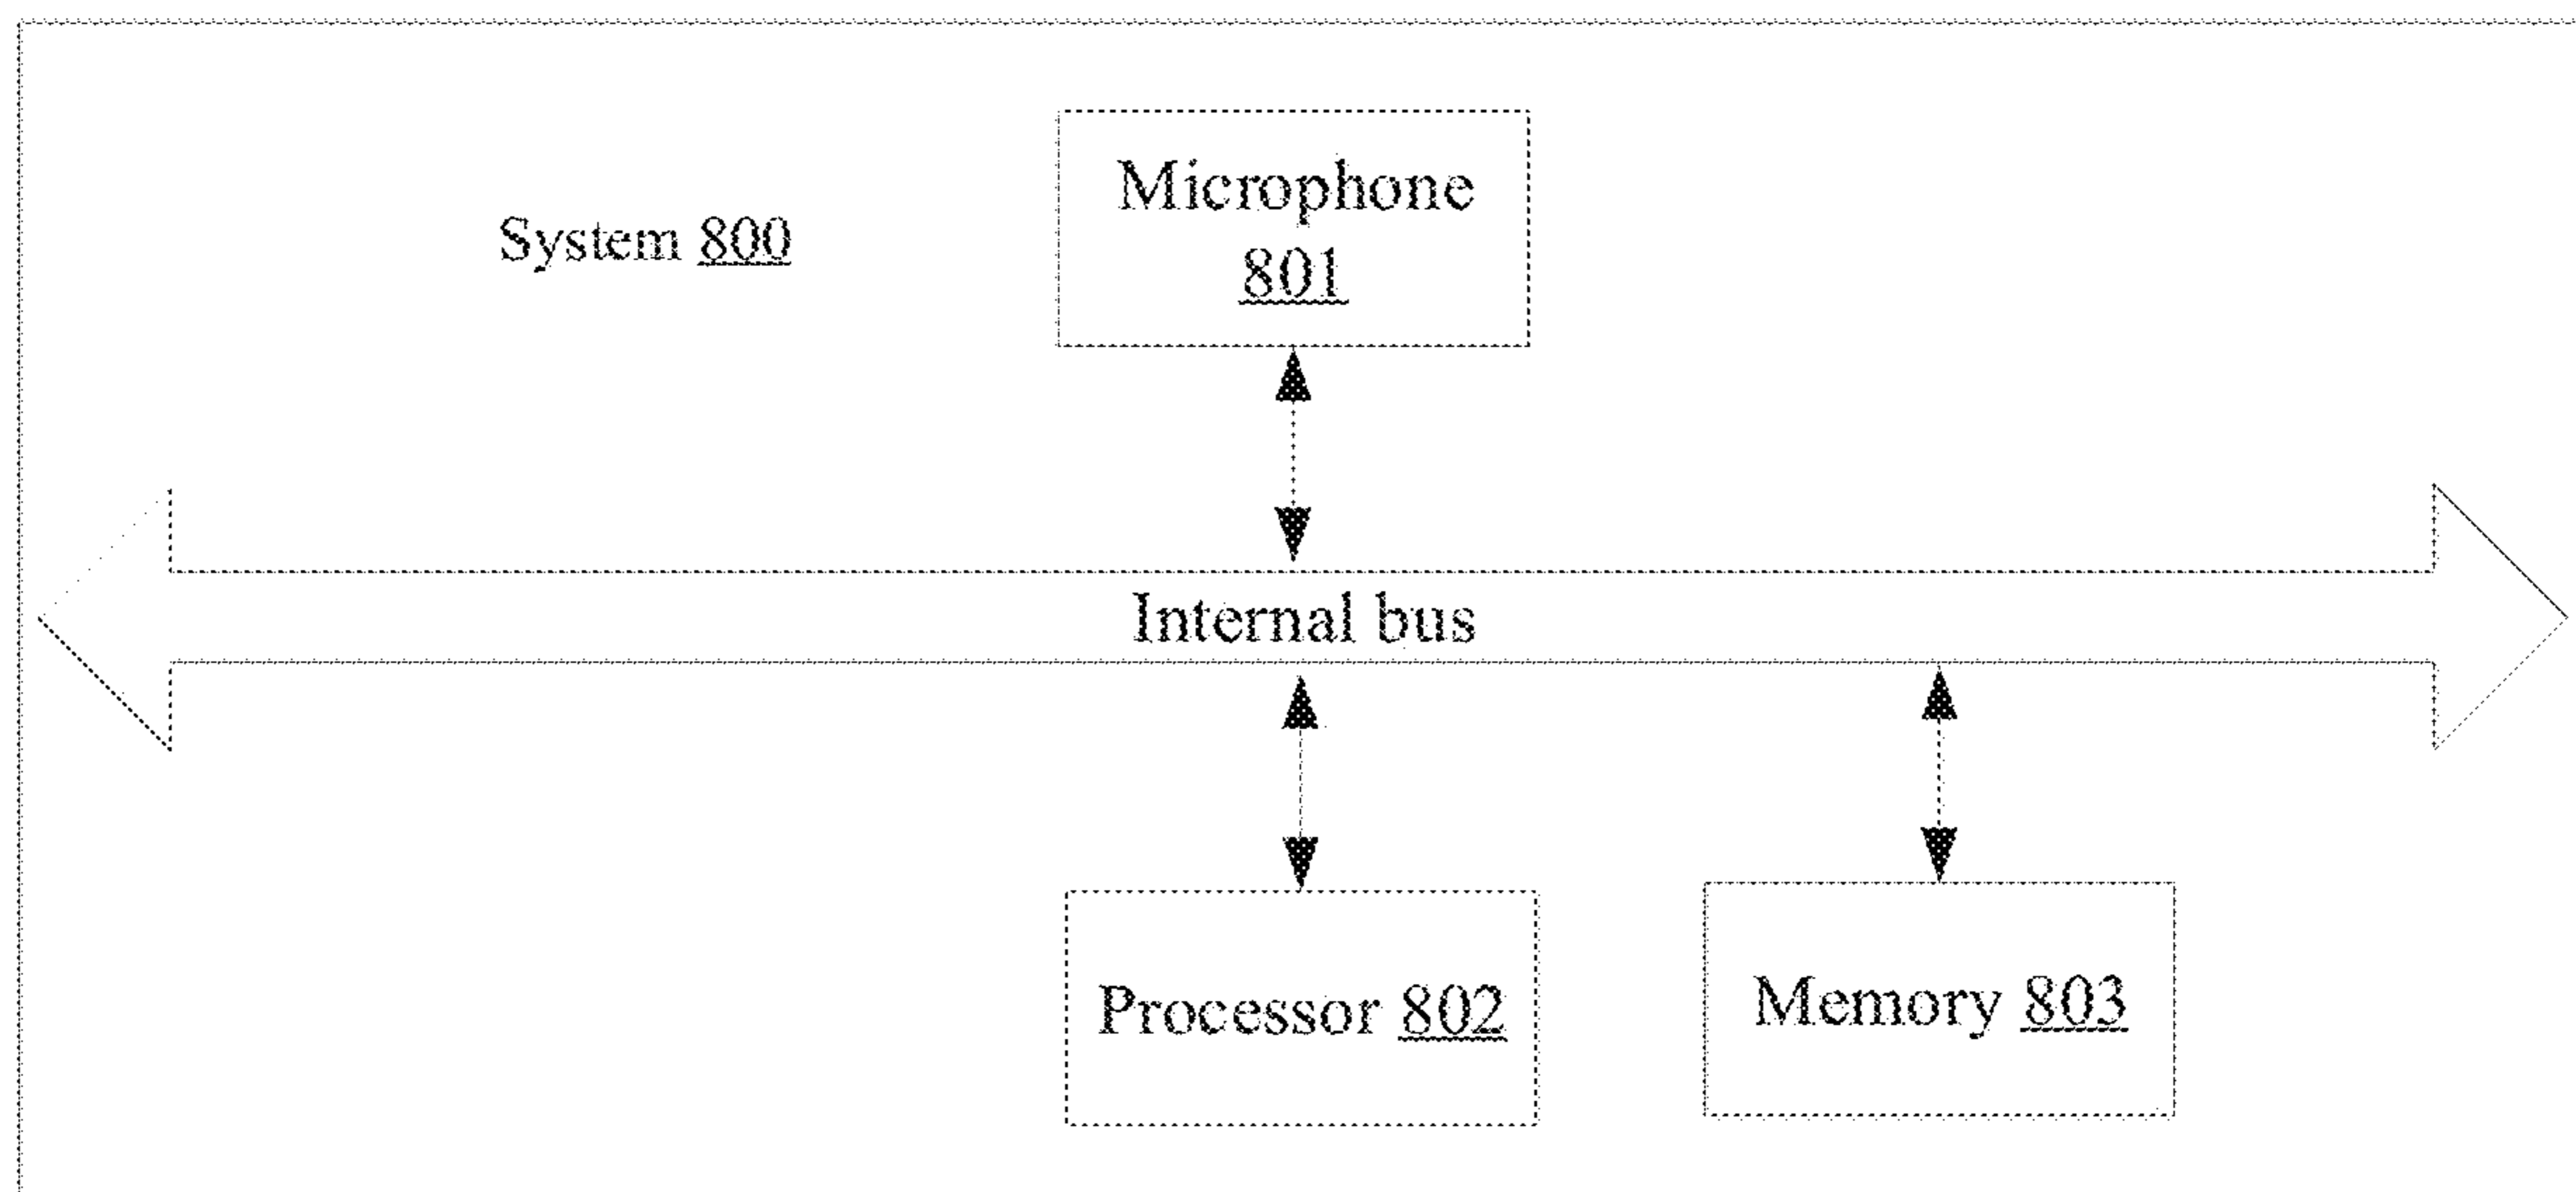 System 800
Microphone
801
Internal bus
Processor 802
Memory 803